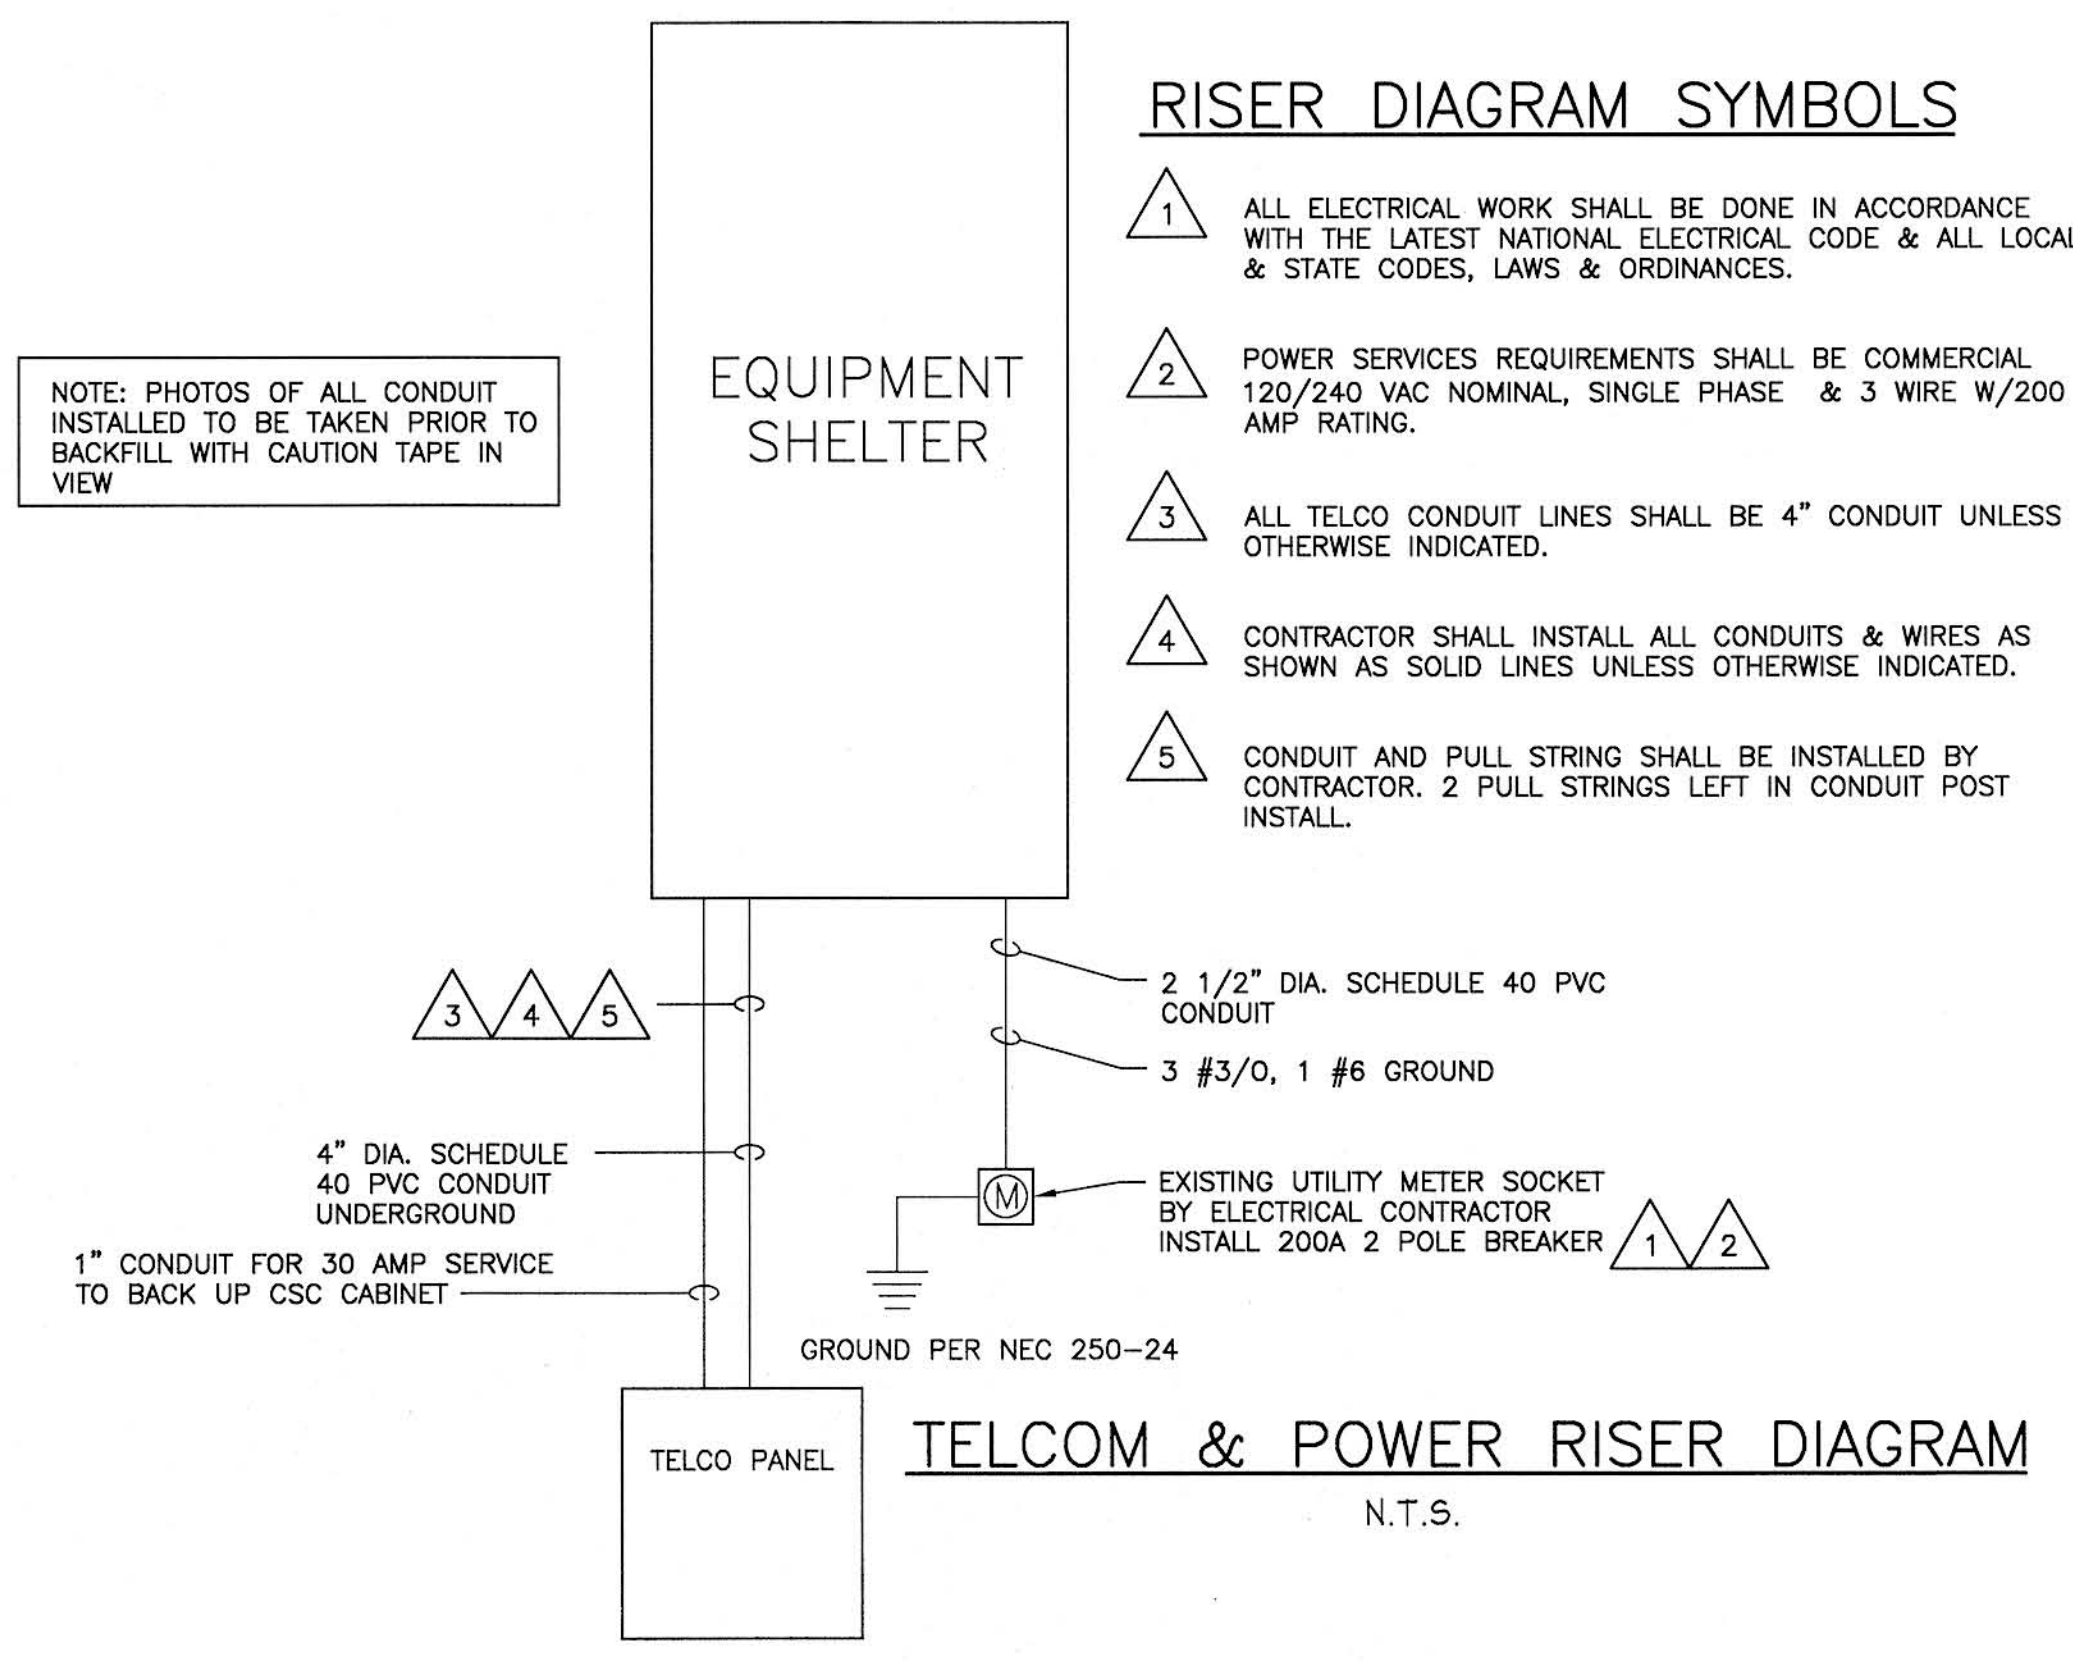 RISER DIAGRAM SYMBOLS
1
ALL ELECTRICAL WORK SHALL BE DONE IN ACCORDANCE
WITH THE LATEST NATIONAL ELECTRICAL CODE & ALL LOCAL
& STATE CODES, LAWS & ORDINANCES.
2
POWER SERVICES REQUIREMENTS SHALL BE COMMERCIAL
120/240 VAC NOMINAL, SINGLE PHASE & 3 WIRE W/200
AMP RATING.
3
ALL TELCO CONDUIT LINES SHALL BE 4" CONDUIT UNLESS
OTHERWISE INDICATED.
4
CONTRACTOR SHALL INSTALL ALL CONDUITS & WIRES AS
SHOWN AS SOLID LINES UNLESS OTHERWISE INDICATED.
5
CONDUIT AND PULL STRING SHALL BE INSTALLED BY
CONTRACTOR. 2 PULL STRINGS LEFT IN CONDUIT POST
INSTALL.
NOTE: PHOTOS OF ALL CONDUIT
INSTALLED TO BE TAKEN PRIOR TO
BACKFILL WITH CAUTION TAPE IN
VIEW
EQUIPMENT
SHELTER
3 4 5
2 1/2" DIA. SCHEDULE 40 PVC
CONDUIT
3 #3/0, 1 #6 GROUND
4" DIA. SCHEDULE
40 PVC CONDUIT
UNDERGROUND
1" CONDUIT FOR 30 AMP SERVICE
TO BACK UP CSC CABINET
M
EXISTING UTILITY METER SOCKET
BY ELECTRICAL CONTRACTOR
INSTALL 200A 2 POLE BREAKER
1 2
GROUND PER NEC 250-24
TELCO PANEL
TELCOM & POWER RISER DIAGRAM
N.T.S.